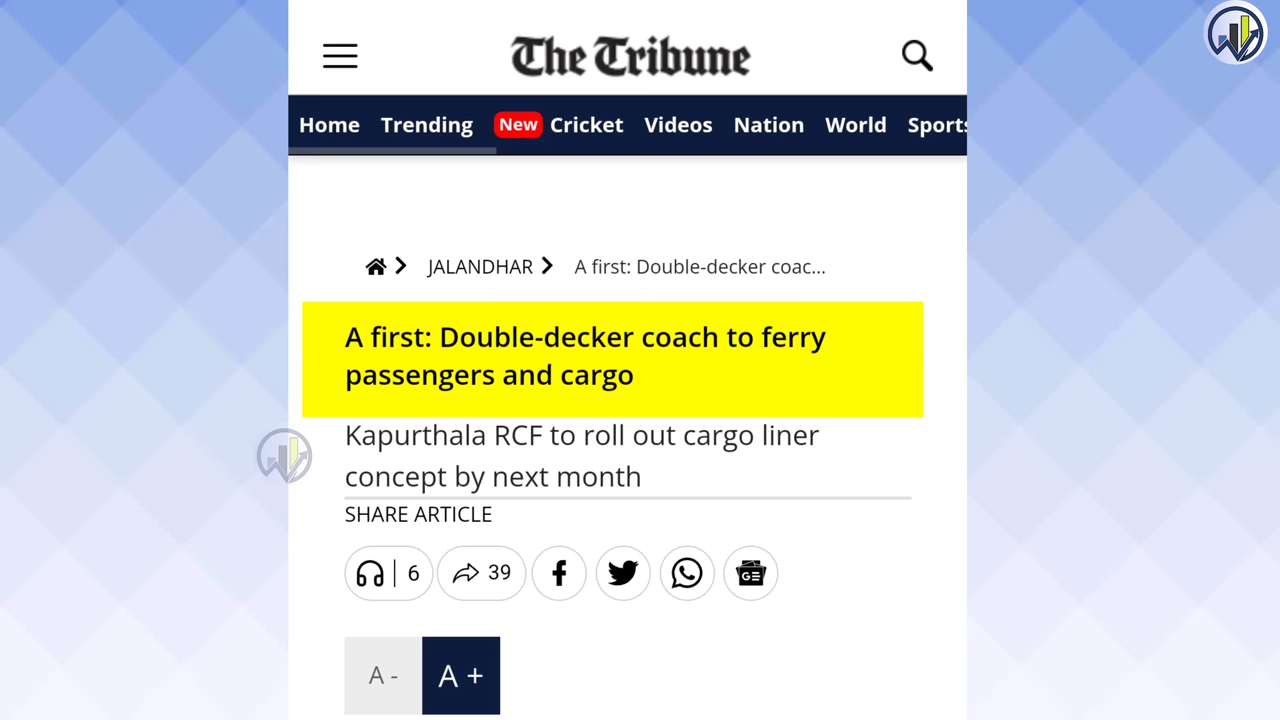 The Tribune
Home Trending New Cricket Videos Nation World Sports
JALANDHAR A first: Double-decker coac...
A first: Double-decker coach to ferry
passengers and cargo
Kapurthala RCF to roll out cargo liner
concept by next month
SHARE ARTICLE
6 39
GE
A - A +